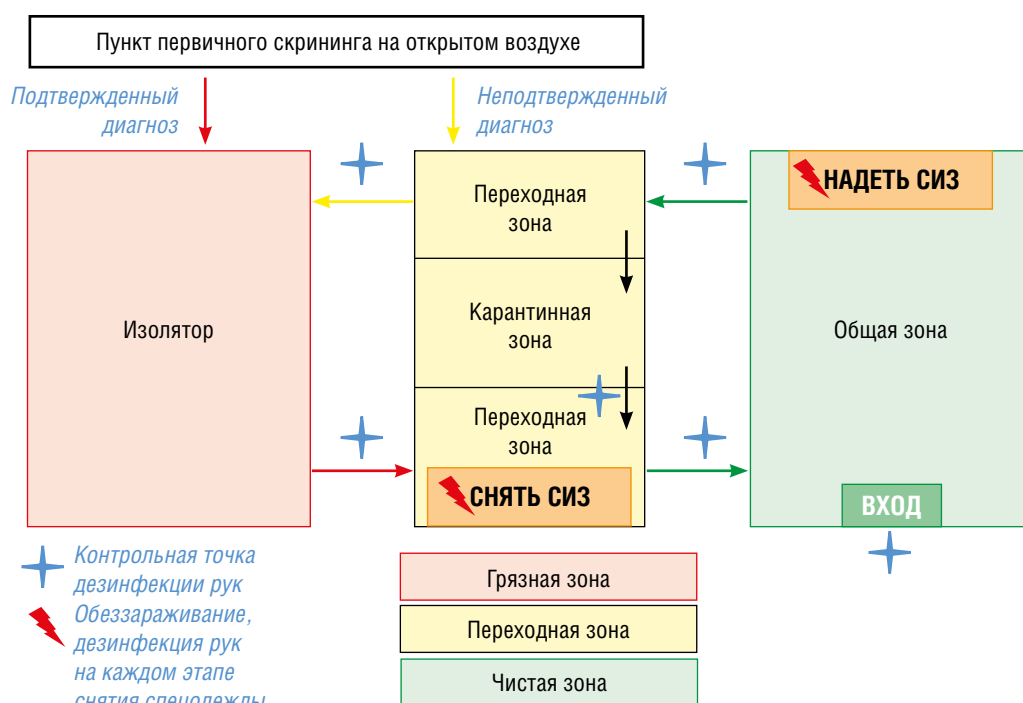 Пункт первичного скрининга на открытом воздухе
Подтвержденный
диагноз
Неподтвержденный
диагноз
Изолятор
Переходная
зона
Карантинная
зона
Переходная
зона
СНЯТЬ СИЗ
НАДЕТЬ СИЗ
Общая зона
ВХОД
Контрольная точка
дезинфекции рук
Обеззараживание,
дезинфекция рук
на каждом этапе
снятия спецодежды
Грязная зона
Переходная зона
Чистая зона